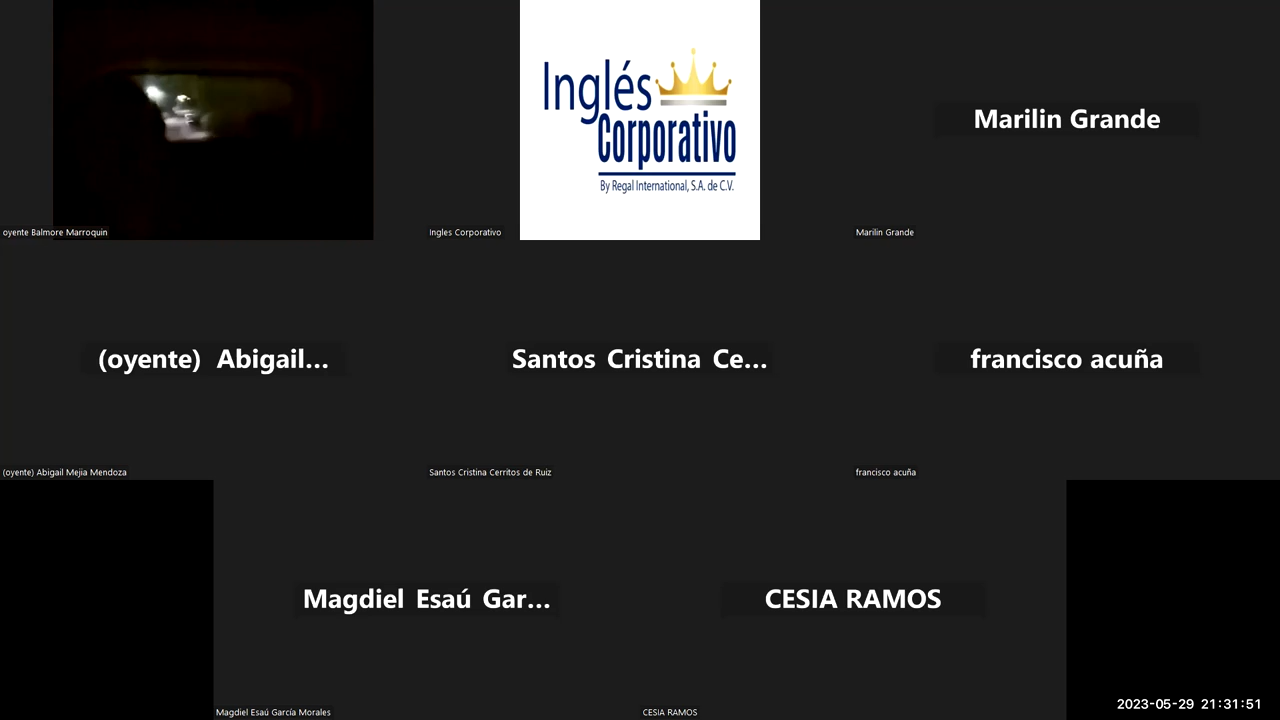 Inglés
Corporativo
By Regal International, S.A. de C.V.
Marilin Grande
oyente Balmore Marroquin
Ingles Corporativo
Marilin Grande
(oyente) Abigail...
Santos Cristina Ce...
francisco acuña
(oyente) Abigail Mejia Mendoza
Santos Cristina Cerritos de Ruiz
francisco acuña
Magdiel Esaú Gar...
CESIA RAMOS
Magdiel Esaú García Morales
CESIA RAMOS
2023-05-29 21:31:51